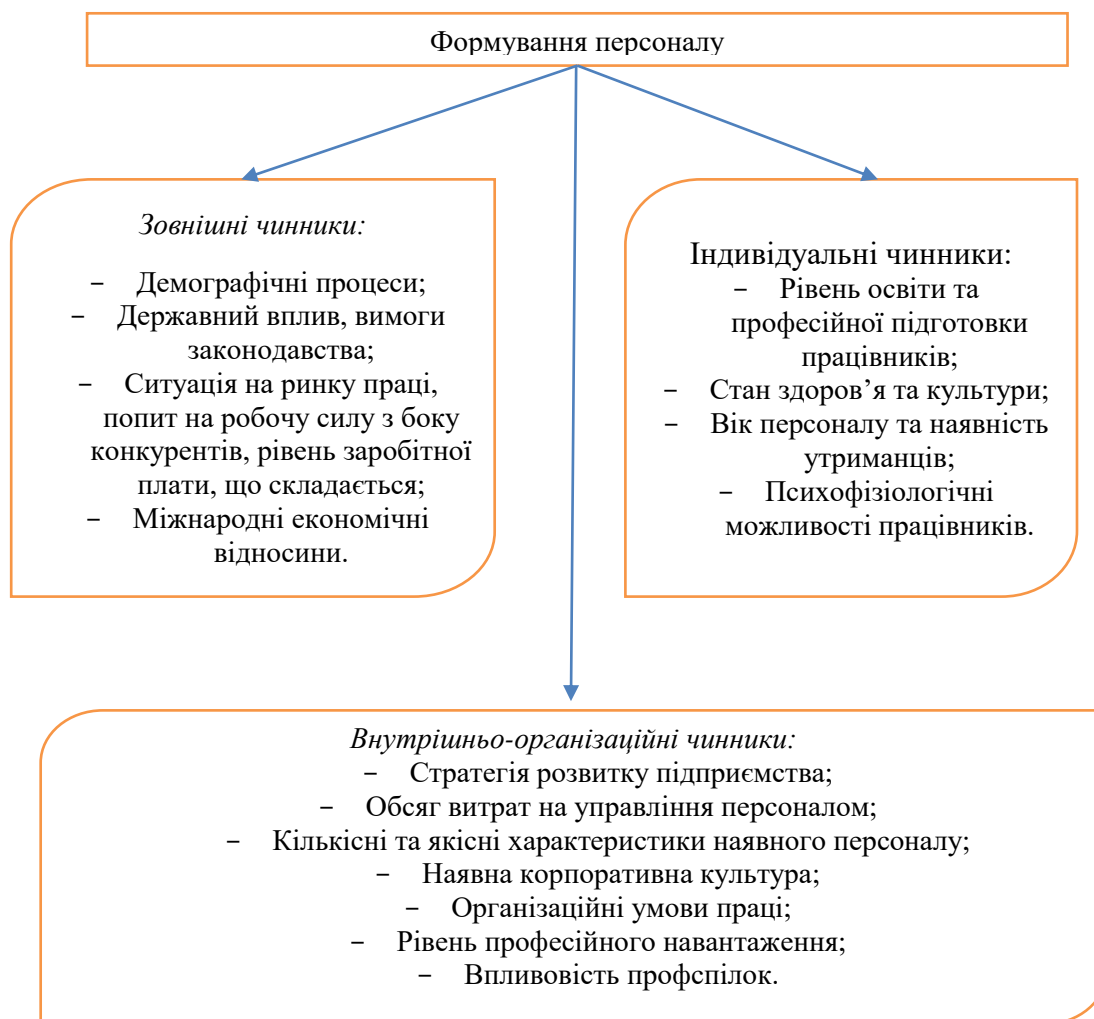 Формування персоналу
Зовнішні чинники:
− Демографічні процеси;
− Державний вплив, вимоги
законодавства;
− Ситуація на ринку праці,
попит на робочу силу з боку
конкурентів, рівень заробітної
плати, що складається;
− Міжнародні економічні
відносини.
Індивідуальні чинники:
− Рівень освіти та
професійної підготовки
працівників;
− Стан здоров’я та культури;
− Вік персоналу та наявність
утриманців;
− Психофізіологічні
можливості працівників.
Внутрішньо-організаційні чинники:
− Стратегія розвитку підприємства;
− Обсяг витрат на управління персоналом;
− Кількісні та якісні характеристики наявного персоналу;
− Наявна корпоративна культура;
− Організаційні умови праці;
− Рівень професійного навантаження;
− Впливовість профспілок.